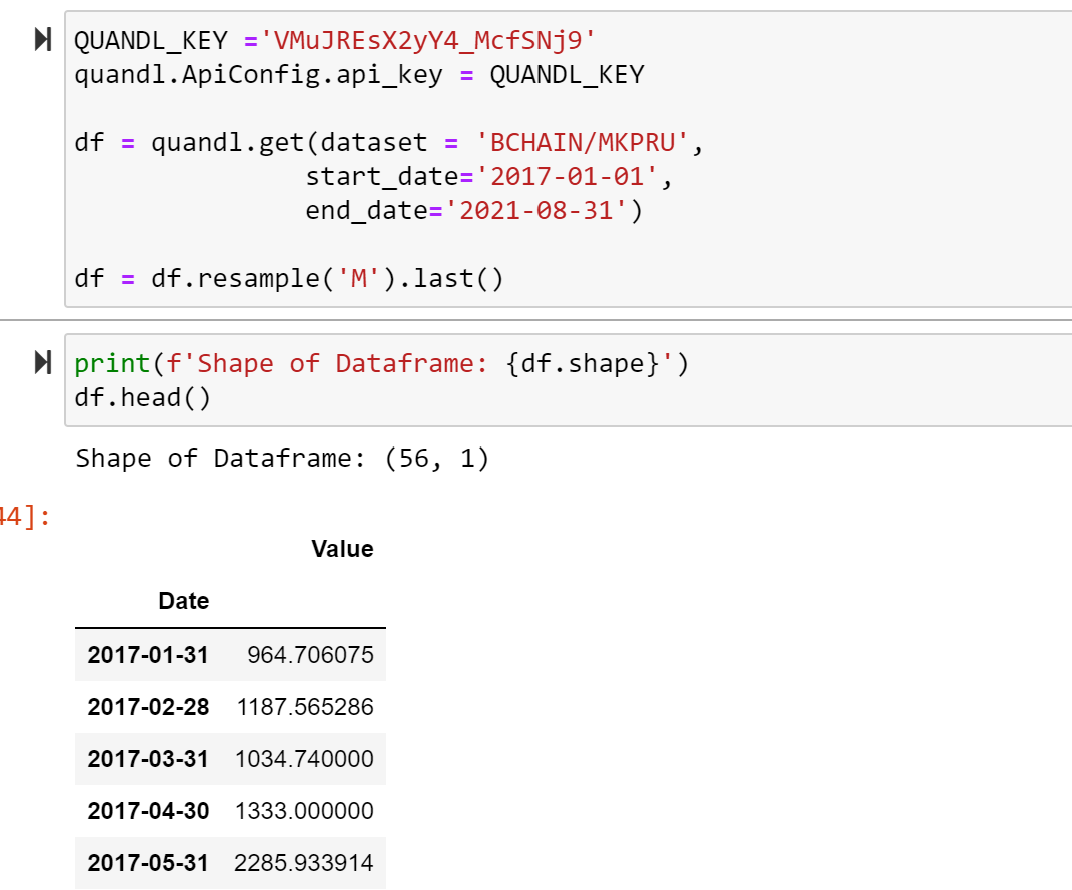 QUANDL_KEY ='VMuJREsX2yY4_McfSNj9'
quandl.ApiConfig.api_key = QUANDL_KEY
df = quandl.get(dataset = 'BCHAIN/MKPRU',
start_date='2017-01-01',
end_date='2021-08-31')
df = df.resample('M').last()
print(f'Shape of Dataframe: {df.shape}')
df.head()
Shape of Dataframe: (56, 1)
44]:
Value
Date
2017-01-31 964.706075
2017-02-28 1187.565286
2017-03-31 1034.740000
2017-04-30 1333.000000
2017-05-31 2285.933914